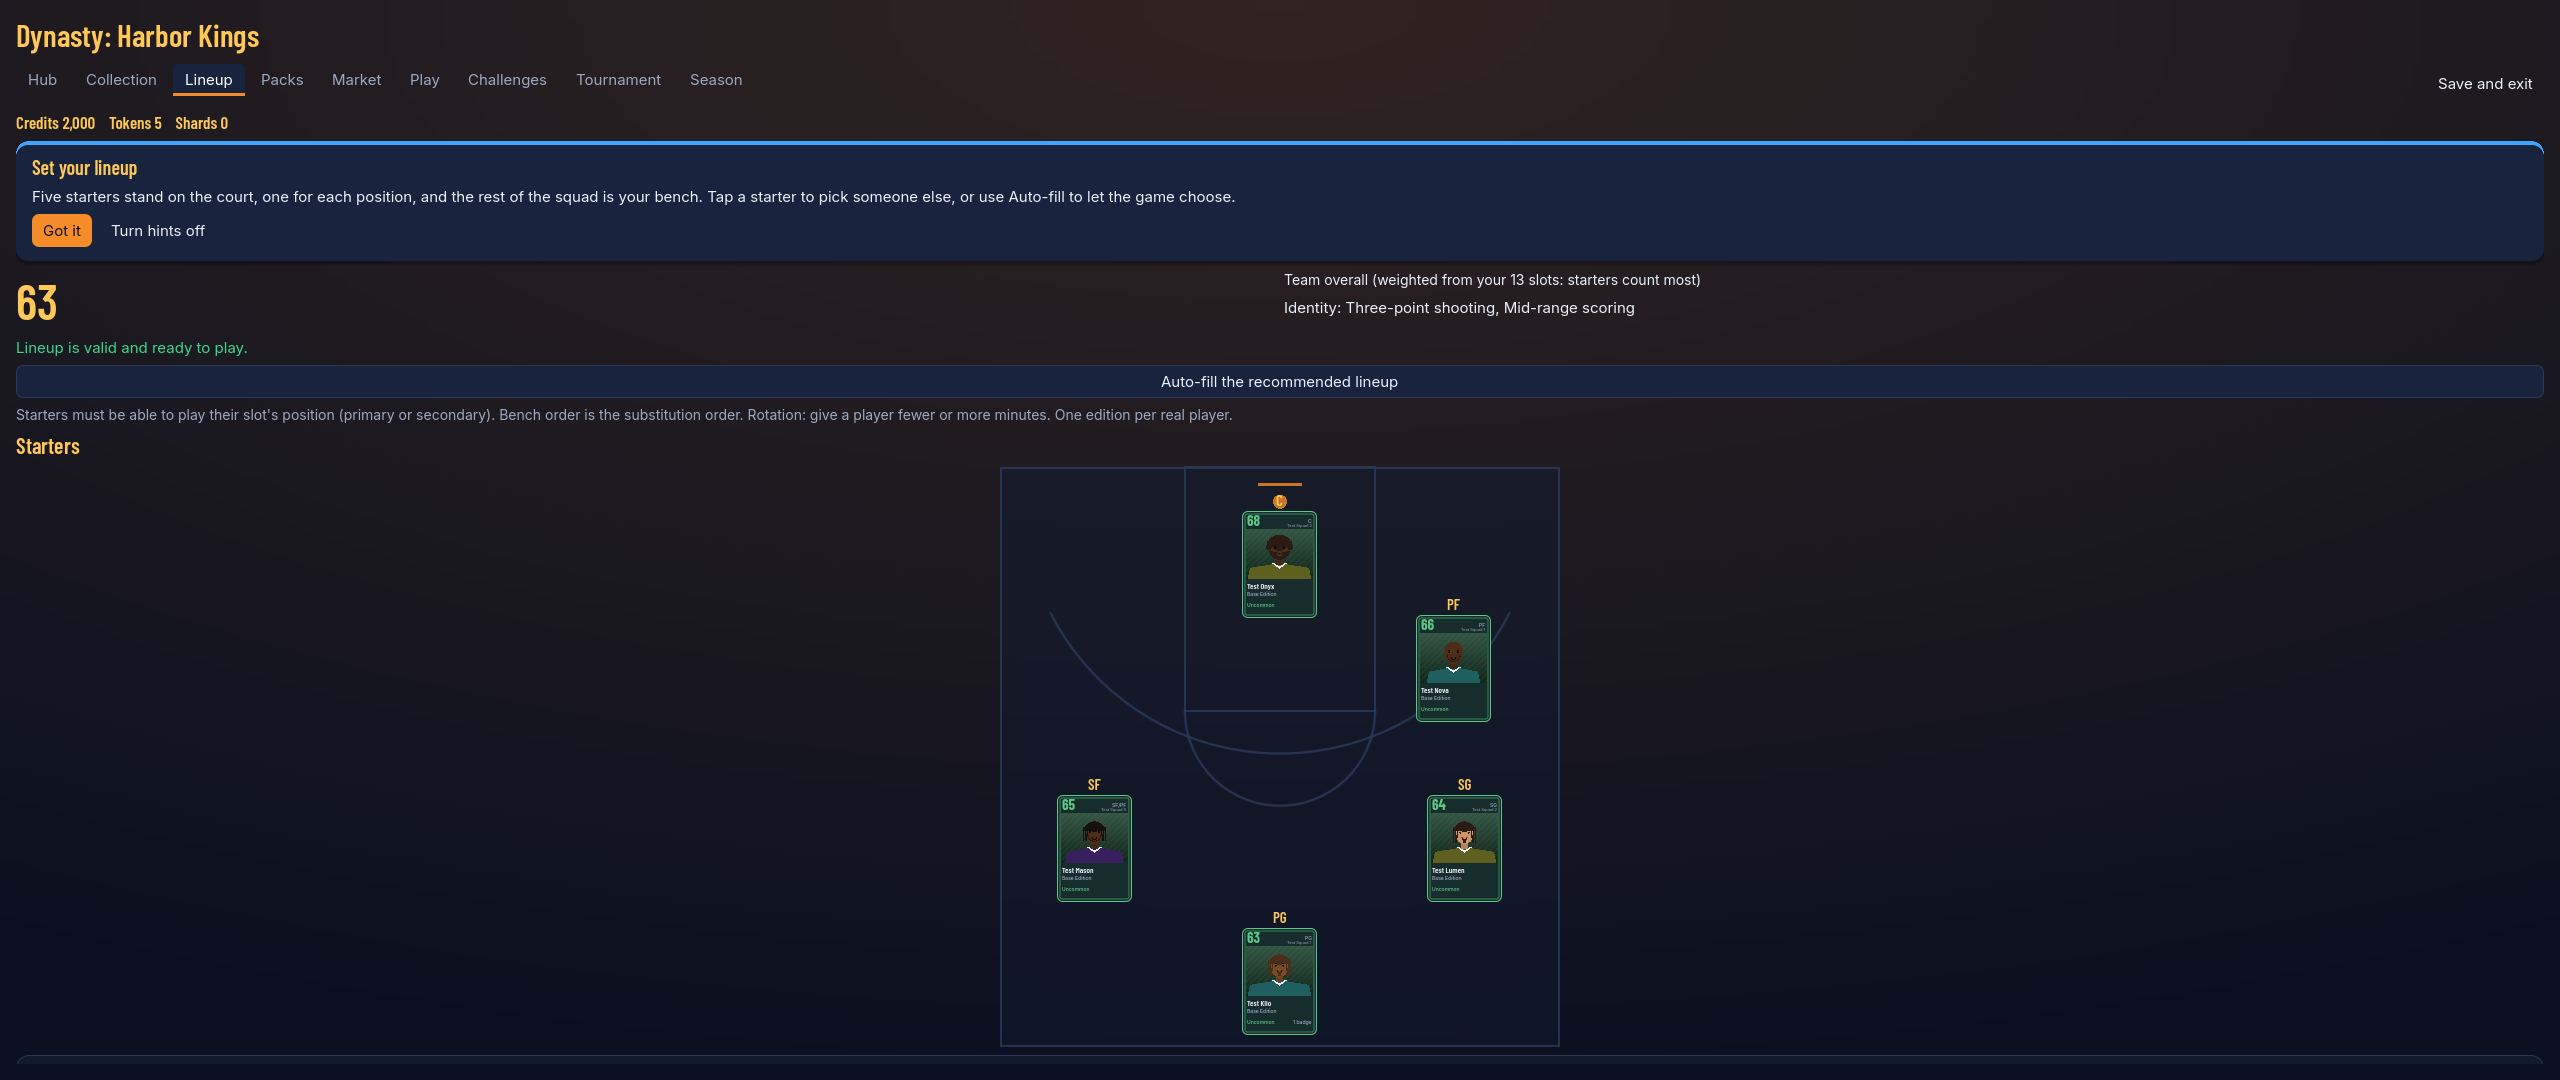 Dynasty: Harbor Kings
Hub Collection Lineup Packs Market Play Challenges Tournament Season
Save and exit
Credits 2,000 Tokens 5 Shards 0
Set your lineup
Five starters stand on the court, one for each position, and the rest of the squad is your bench. Tap a starter to pick someone else, or use Auto-fill to let the game choose.
Got it Turn hints off
63
Team overall (weighted from your 13 slots: starters count most)
Identity: Three-point shooting, Mid-range scoring
Lineup is valid and ready to play.
Auto-fill the recommended lineup
Starters must be able to play their slot's position (primary or secondary). Bench order is the substitution order. Rotation: give a player fewer or more minutes. One edition per real player.
Starters
C
68 C
Test Onyx
Base Edition
Uncommon
PF
66 PF
Test Nova
Base Edition
Uncommon
SF
65 SF/PF
Test Mason
Base Edition
Uncommon
SG
64 SG
Test Lumen
Base Edition
Uncommon
PG
63 PG
Test Kilo
Base Edition
Uncommon 1 badge